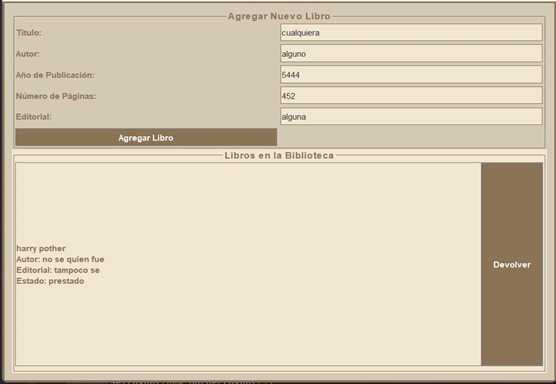 Agregar Nuevo Libro
Título: cualquiera
Autor: alguno
Año de Publicación: 5444
Número de Páginas: 452
Editorial: alguna
Agregar Libro
Libros en la Biblioteca
harry pother
Autor: no se quien fue
Editorial: tampoco se
Estado: prestado
Devolver